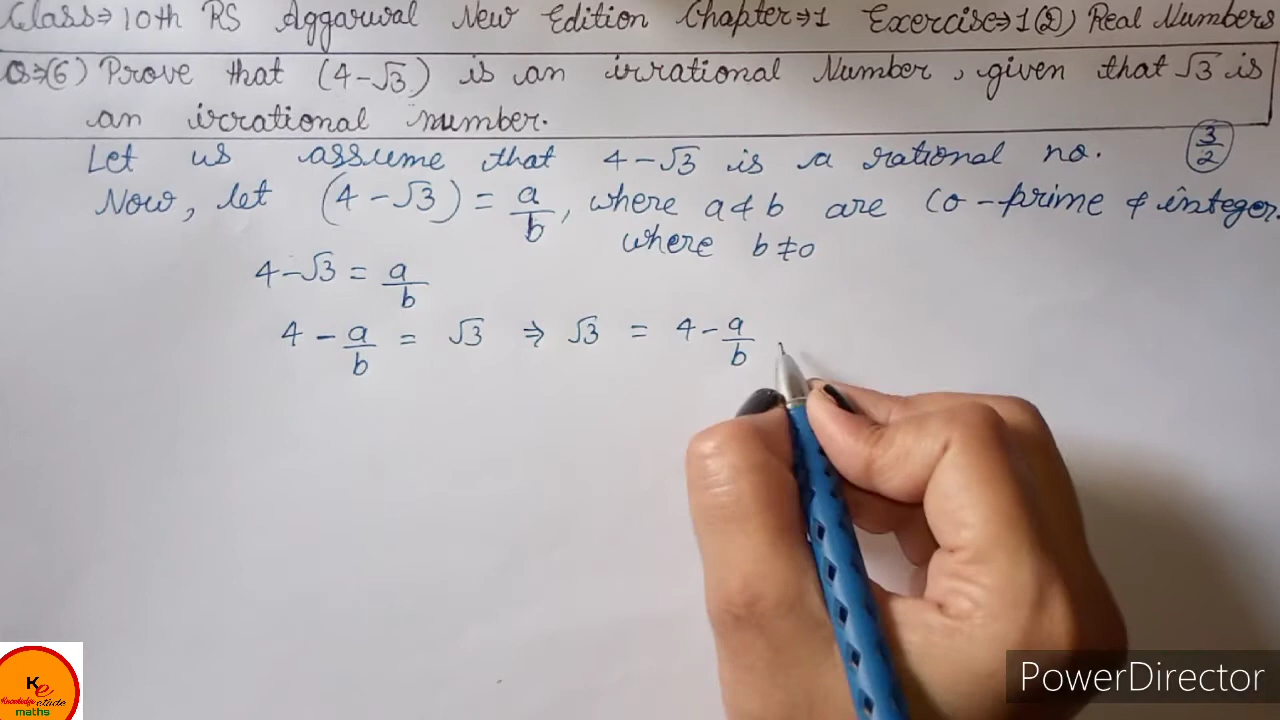 Class⇒10th RS Aggarwal New Edition Chapter⇒1 Exercise⇒1(D) Real Numbers
Q⇒(6) Prove that (4-√3) is an irrational Number, given that √3 is
an irrational number.
Let us assume that 4-√3 is a rational no. 3/2
Now, let (4-√3) = a/b, where a & b are co-prime & integer.
where b≠0
4-√3 = a/b
4 - a/b = √3 ⇒ √3 = 4 - a/b
Ke
Knowledge etude
maths
PowerDirector